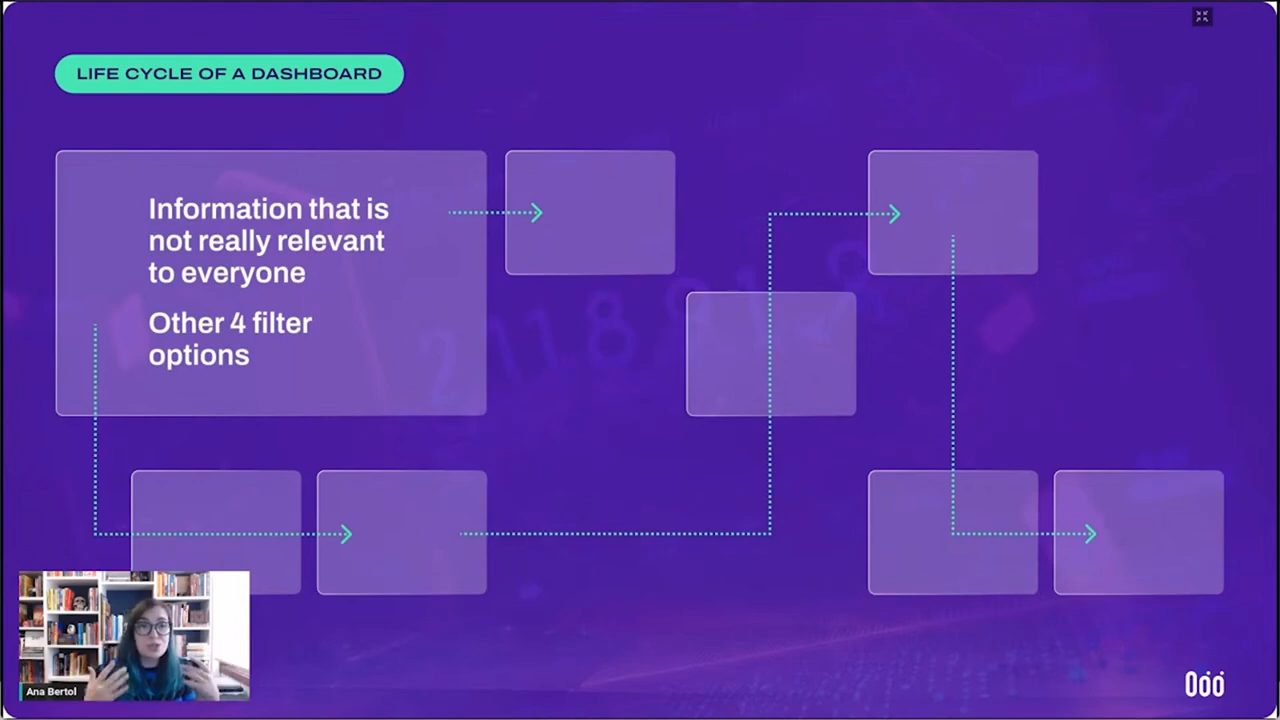 LIFE CYCLE OF A DASHBOARD
Information that is
not really relevant
to everyone
Other 4 filter
options
Ana Bertol